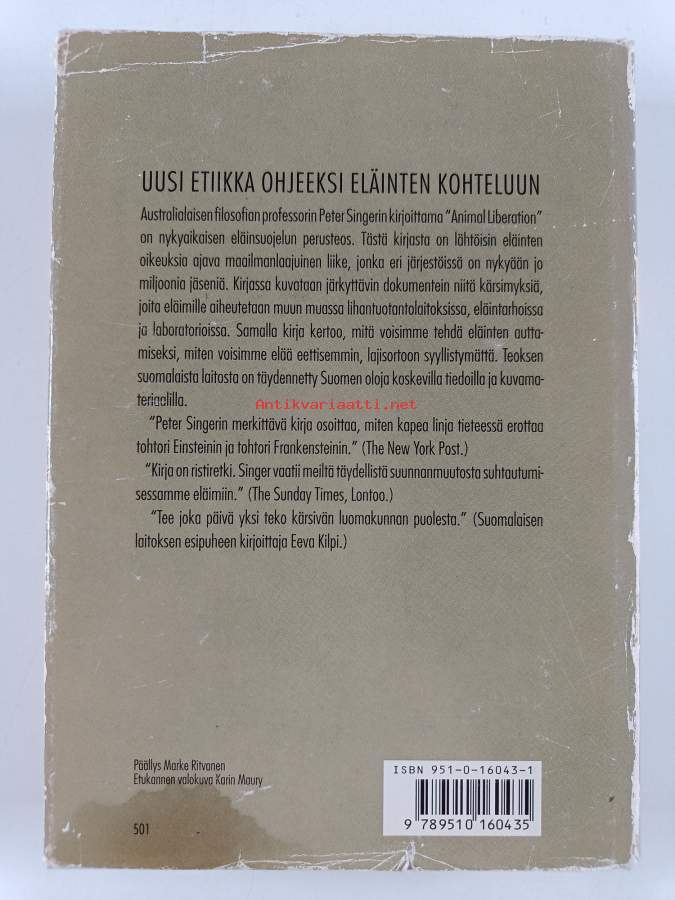 UUSI ETIIKKA OHJEEKSI ELÄINTEN KOHTELUUN
Australialaisen filosofian professorin Peter Singerin kirjoittama "Animal Liberation"
on nykyaikaisen eläinsuojelun perusteos. Tästä kirjasta on lähtöisin eläinten
oikeuksia ajava maailmanlaajuinen liike, jonka eri järjestöissä on nykyään jo
miljoonia jäseniä. Kirjassa kuvataan järkyttävin dokumentein niitä kärsimyksiä,
joita eläimille aiheutetaan muun muassa lihantuotantolaitoksissa, eläintarhoissa
ja laboratorioissa. Samalla kirja kertoo, mitä voisimme tehdä eläinten autta-
miseksi, miten voisimme elää eettisemmin, lajisortoon syyllistymättä. Teoksen
suomalaista laitosta on täydennetty Suomen oloja koskevilla tiedoilla ja kuvama-
teriaalilla.
Antikvariaatti.net
"Peter Singerin merkittävä kirja osoittaa, miten kapea linja tieteessä erottaa
tohtori Einsteinin ja tohtori Frankensteinin." (The New York Post.)
"Kirja on ristiretki. Singer vaatii meiltä täydellistä suunnanmuutosta suhtautumi-
sessamme eläimiin." (The Sunday Times, Lontoo.)
"Tee joka päivä yksi teko kärsivän luomakunnan puolesta." (Suomalaisen
laitoksen esipuheen kirjoittaja Eeva Kilpi.)
Päällys Marke Ritvanen
Etukannen valokuva Karin Maury
501
ISBN 951-0-16043-1
9 789510 160435